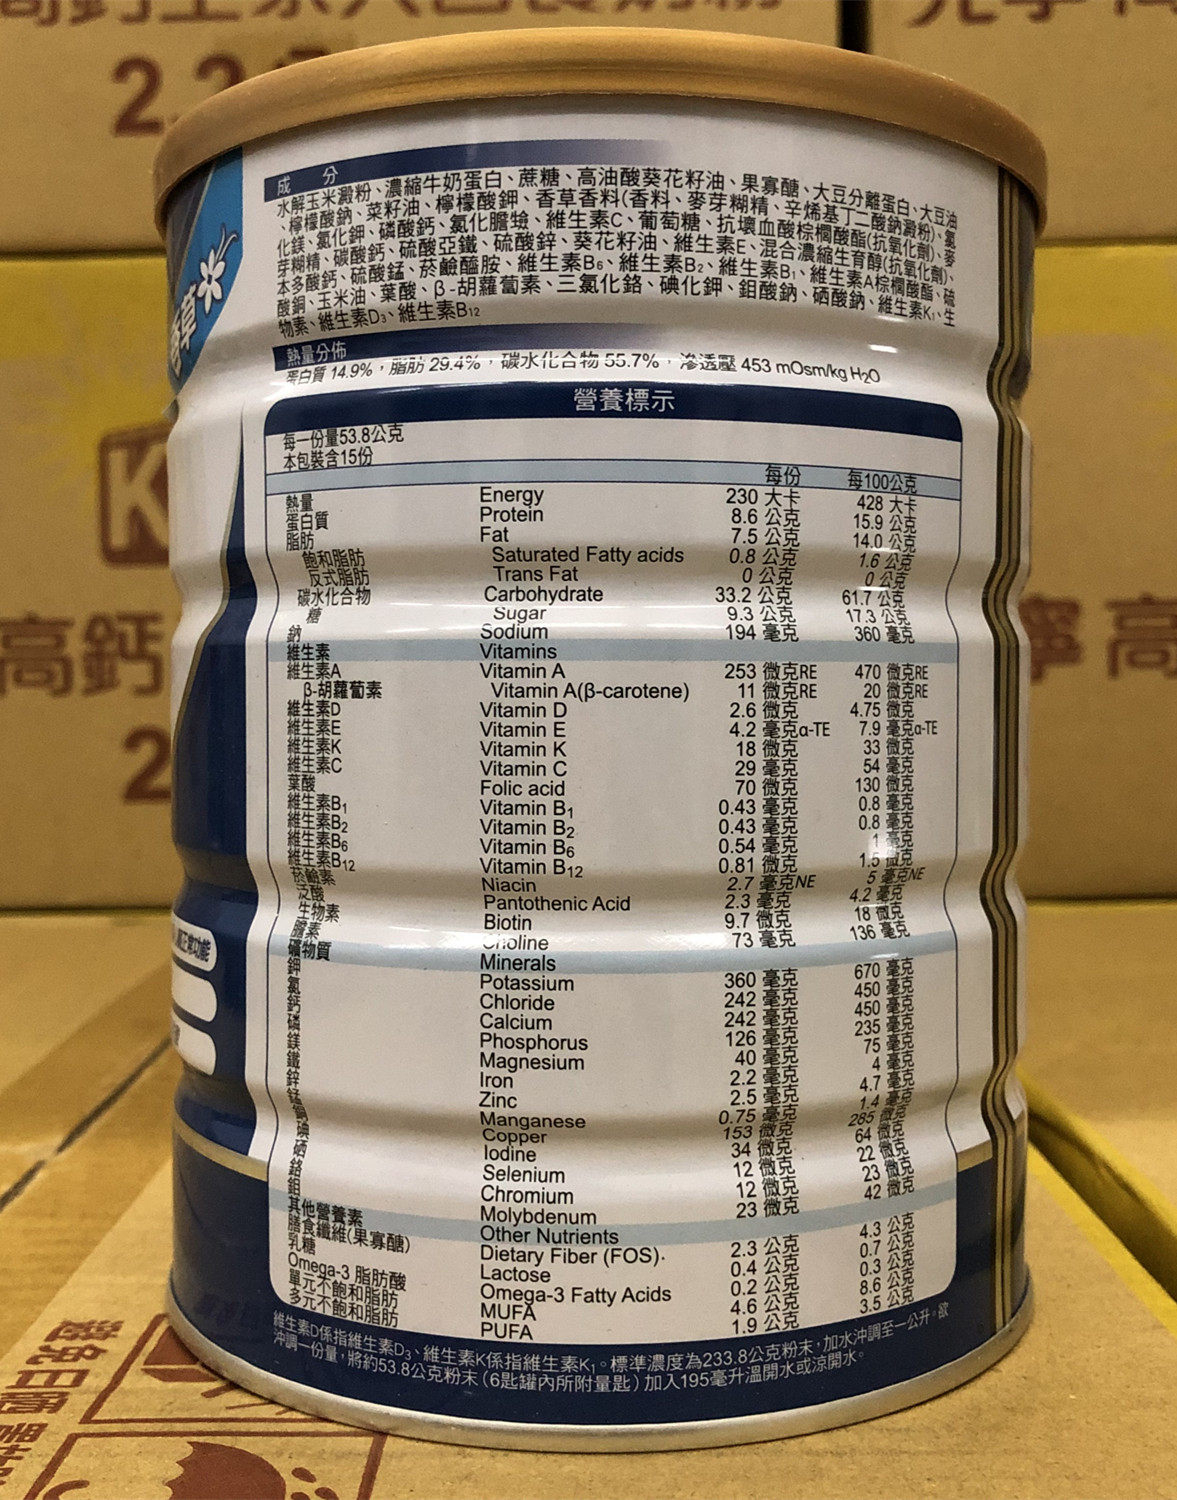 2.2
K
高鈣
2
寧高
香草
成 分
水解玉米澱粉、濃縮牛奶蛋白、蔗糖、高油酸葵花籽油、果寡醣、大豆分離蛋白、大豆油
、檸檬酸鈉、菜籽油、檸檬酸鉀、香草香料(香料、麥芽糊精、辛烯基丁二酸鈉澱粉)、氯
化鎂、氯化鉀、磷酸鈣、氯化膽鹼、維生素C、葡萄糖、抗壞血酸棕櫚酸酯(抗氧化劑)、麥
芽糊精、碳酸鈣、硫酸亞鐵、硫酸鋅、葵花籽油、維生素E、混合濃縮生育醇(抗氧化劑)、
本多酸鈣、硫酸錳、菸鹼醯胺、維生素B6、維生素B2、維生素B1、維生素A棕櫚酸酯、硫
酸銅、玉米油、葉酸、β-胡蘿蔔素、三氯化鉻、碘化鉀、鉬酸鈉、硒酸鈉、維生素K1、生
物素、維生素D3、維生素B12
熱量分佈
蛋白質 14.9%，脂肪 29.4%，碳水化合物 55.7%，滲透壓 453 mOsm/kg H2O
營養標示
每一份量53.8公克
本包裝含15份
每份 每100公克
熱量 Energy 230 大卡 428 大卡
蛋白質 Protein 8.6 公克 15.9 公克
脂肪 Fat 7.5 公克 14.0 公克
飽和脂肪 Saturated Fatty acids 0.8 公克 1.6 公克
反式脂肪 Trans Fat 0 公克 0 公克
碳水化合物 Carbohydrate 33.2 公克 61.7 公克
糖 Sugar 9.3 公克 17.3 公克
鈉 Sodium 194 毫克 360 毫克
維生素 Vitamins
維生素A Vitamin A 253 微克RE 470 微克RE
β-胡蘿蔔素 Vitamin A(β-carotene) 11 微克RE 20 微克RE
維生素D Vitamin D 2.6 微克 4.75 微克
維生素E Vitamin E 4.2 毫克α-TE 7.9 毫克α-TE
維生素K Vitamin K 18 微克 33 微克
維生素C Vitamin C 29 毫克 54 毫克
葉酸 Folic acid 70 微克 130 微克
維生素B1 Vitamin B1 0.43 毫克 0.8 毫克
維生素B2 Vitamin B2 0.43 毫克 0.8 毫克
維生素B6 Vitamin B6 0.54 毫克 1 毫克
維生素B12 Vitamin B12 0.81 微克 1.5 微克
菸鹼素 Niacin 2.7 毫克NE 5 毫克NE
泛酸 Pantothenic Acid 2.3 毫克 4.2 毫克
生物素 Biotin 9.7 微克 18 微克
膽素 Choline 73 毫克 136 毫克
礦物質 Minerals
鉀 Potassium 360 毫克 670 毫克
氯 Chloride 242 毫克 450 毫克
鈣 Calcium 242 毫克 450 毫克
磷 Phosphorus 126 毫克 235 毫克
鎂 Magnesium 40 毫克 75 毫克
鐵 Iron 2.2 毫克 4 毫克
鋅 Zinc 2.5 毫克 4.7 毫克
錳 Manganese 0.75 毫克 1.4 毫克
銅 Copper 153 微克 285 微克
碘 Iodine 34 微克 64 微克
硒 Selenium 12 微克 22 微克
鉻 Chromium 12 微克 23 微克
鉬 Molybdenum 23 微克 42 微克
其他營養素 Other Nutrients
膳食纖維(果寡醣) Dietary Fiber (FOS) 2.3 公克 4.3 公克
乳糖 Lactose 0.4 公克 0.7 公克
Omega-3 脂肪酸 Omega-3 Fatty Acids 0.2 公克 0.3 公克
單元不飽和脂肪 MUFA 4.6 公克 8.6 公克
多元不飽和脂肪 PUFA 1.9 公克 3.5 公克
維生素D係指維生素D3、維生素K係指維生素K1。標準濃度為233.8公克粉末，加水沖調至一公升。欲
沖調一份量，將約53.8公克粉末（6匙罐內所附量匙）加入195毫升溫開水或涼開水。
正常功能
避免日曬